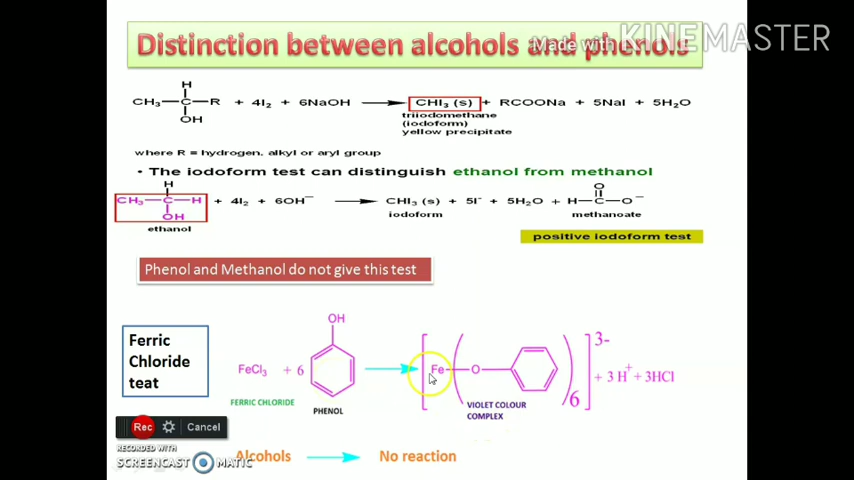 Distinction between alcohols and phenols
Made with KINEMASTER
H
CH₃—C—R + 4I₂ + 6NaOH → CHI₃ (s) + RCOONa + 5NaI + 5H₂O
OH
triiodomethane
(iodoform)
yellow precipitate
where R = hydrogen, alkyl or aryl group
• The iodoform test can distinguish ethanol from methanol
H
O
CH₃—C—H + 4I₂ + 6OH⁻ → CHI₃ (s) + 5I⁻ + 5H₂O + H—C—O⁻
OH
iodoform
methanoate
ethanol
positive iodoform test
Phenol and Methanol do not give this test
Ferric
Chloride
teat
OH
FeCl₃ + 6 → [Fe(—O—)₆]³⁻ + 3 H⁺ + 3HCl
FERRIC CHLORIDE
PHENOL
VIOLET COLOUR
COMPLEX
Rec Cancel
RECORDED WITH
SCREENCAST MATIC
Alcohols → No reaction